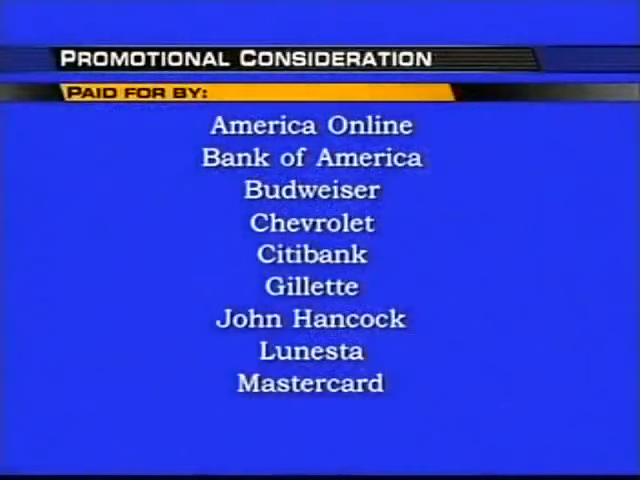 PROMOTIONAL CONSIDERATION
PAID FOR BY:
America Online
Bank of America
Budweiser
Chevrolet
Citibank
Gillette
John Hancock
Lunesta
Mastercard